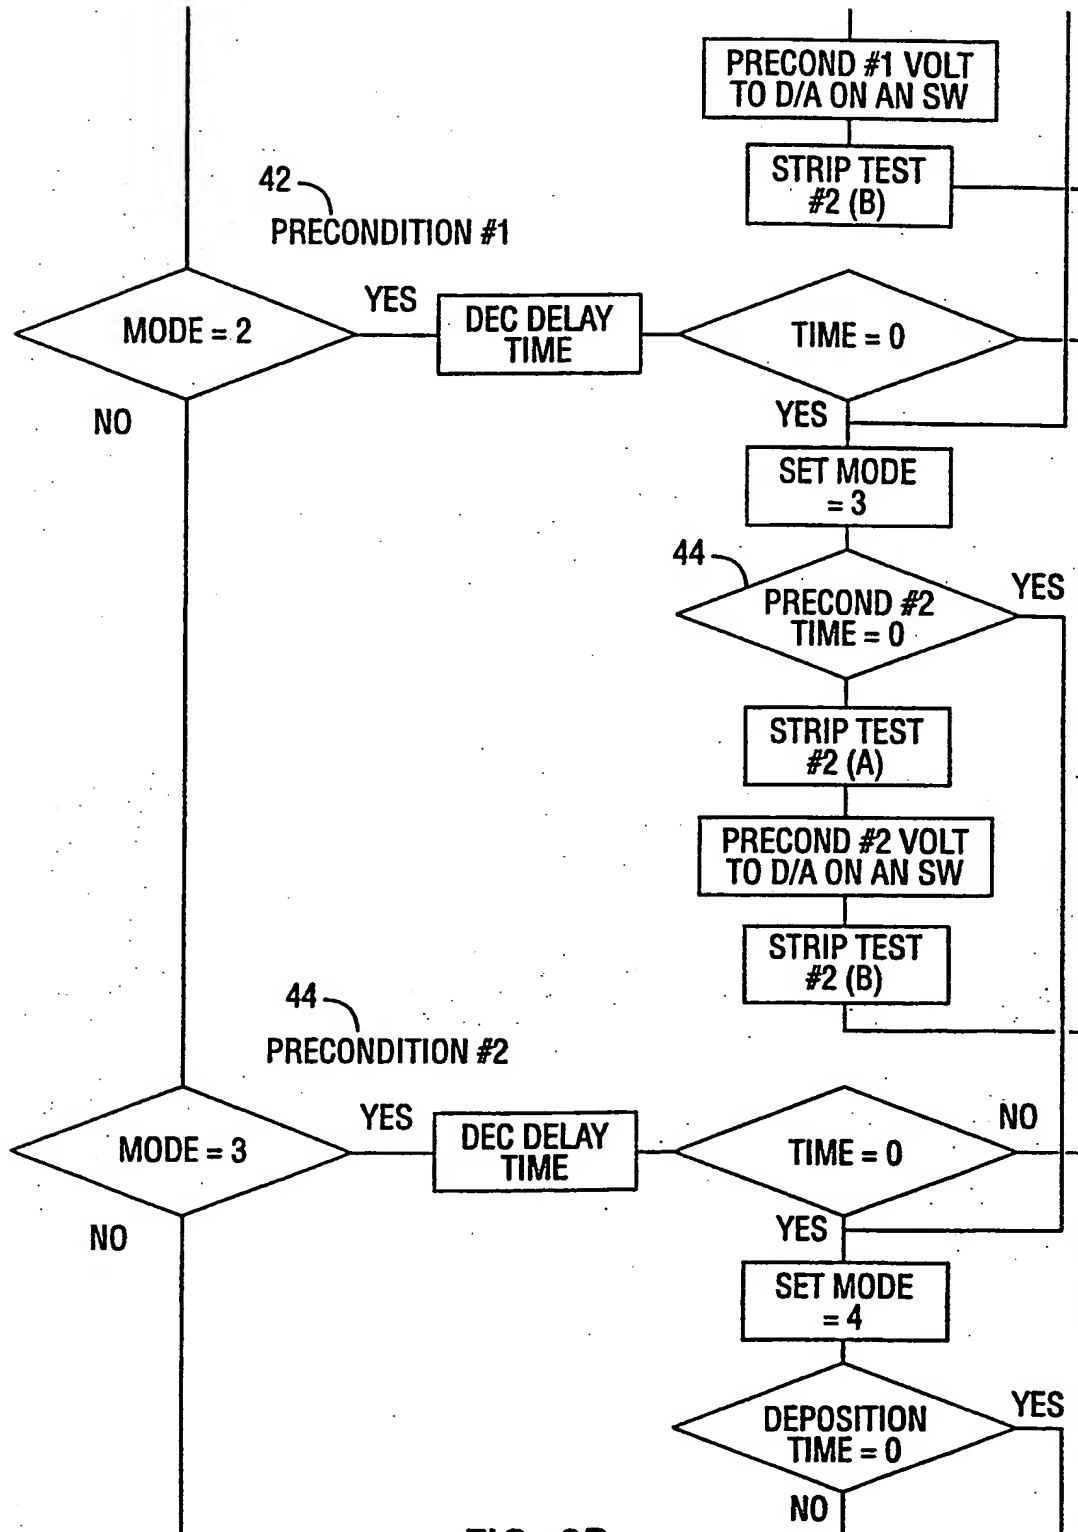 PRECOND #1 VOLT
TO D/A ON AN SW
STRIP TEST
#2 (B)
42
PRECONDITION #1
MODE = 2
YES
DEC DELAY
TIME
TIME = 0
NO
YES
SET MODE
= 3
44
PRECOND #2
TIME = 0
YES
STRIP TEST
#2 (A)
PRECOND #2 VOLT
TO D/A ON AN SW
STRIP TEST
#2 (B)
44
PRECONDITION #2
MODE = 3
YES
DEC DELAY
TIME
TIME = 0
NO
NO
YES
SET MODE
= 4
DEPOSITION
TIME = 0
YES
NO